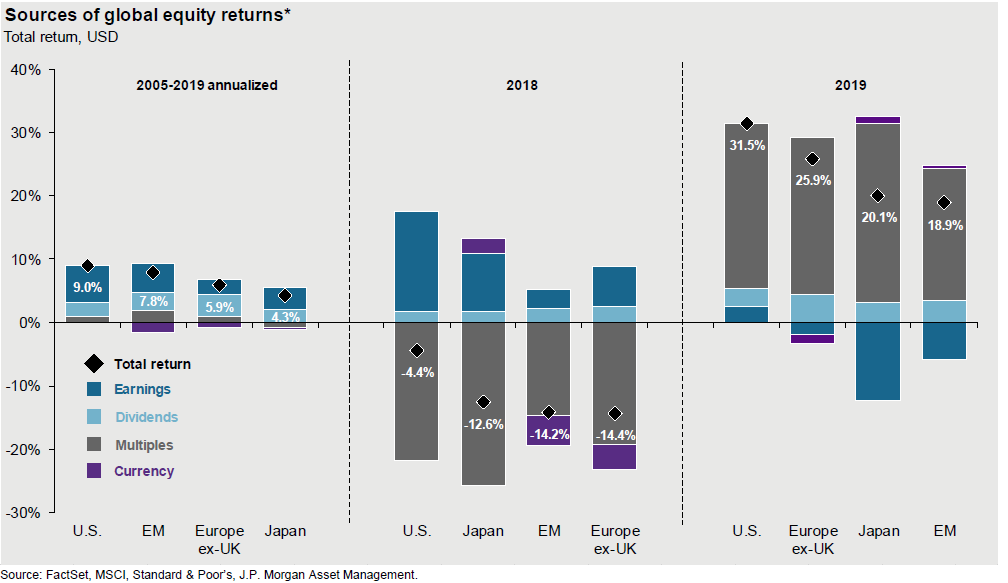 Sources of global equity returns*
Total return, USD
40%
30%
20%
10%
0%
-10%
-20%
-30%
2005-2019 annualized
2018
2019
9.0%
7.8%
5.9%
4.3%
-4.4%
-12.6%
-14.2%
-14.4%
31.5%
25.9%
20.1%
18.9%
Total return
Earnings
Dividends
Multiples
Currency
U.S.
EM
Europe
ex-UK
Japan
U.S.
Japan
EM
Europe
ex-UK
U.S.
Europe
ex-UK
Japan
EM
Source: FactSet, MSCI, Standard & Poor’s, J.P. Morgan Asset Management.